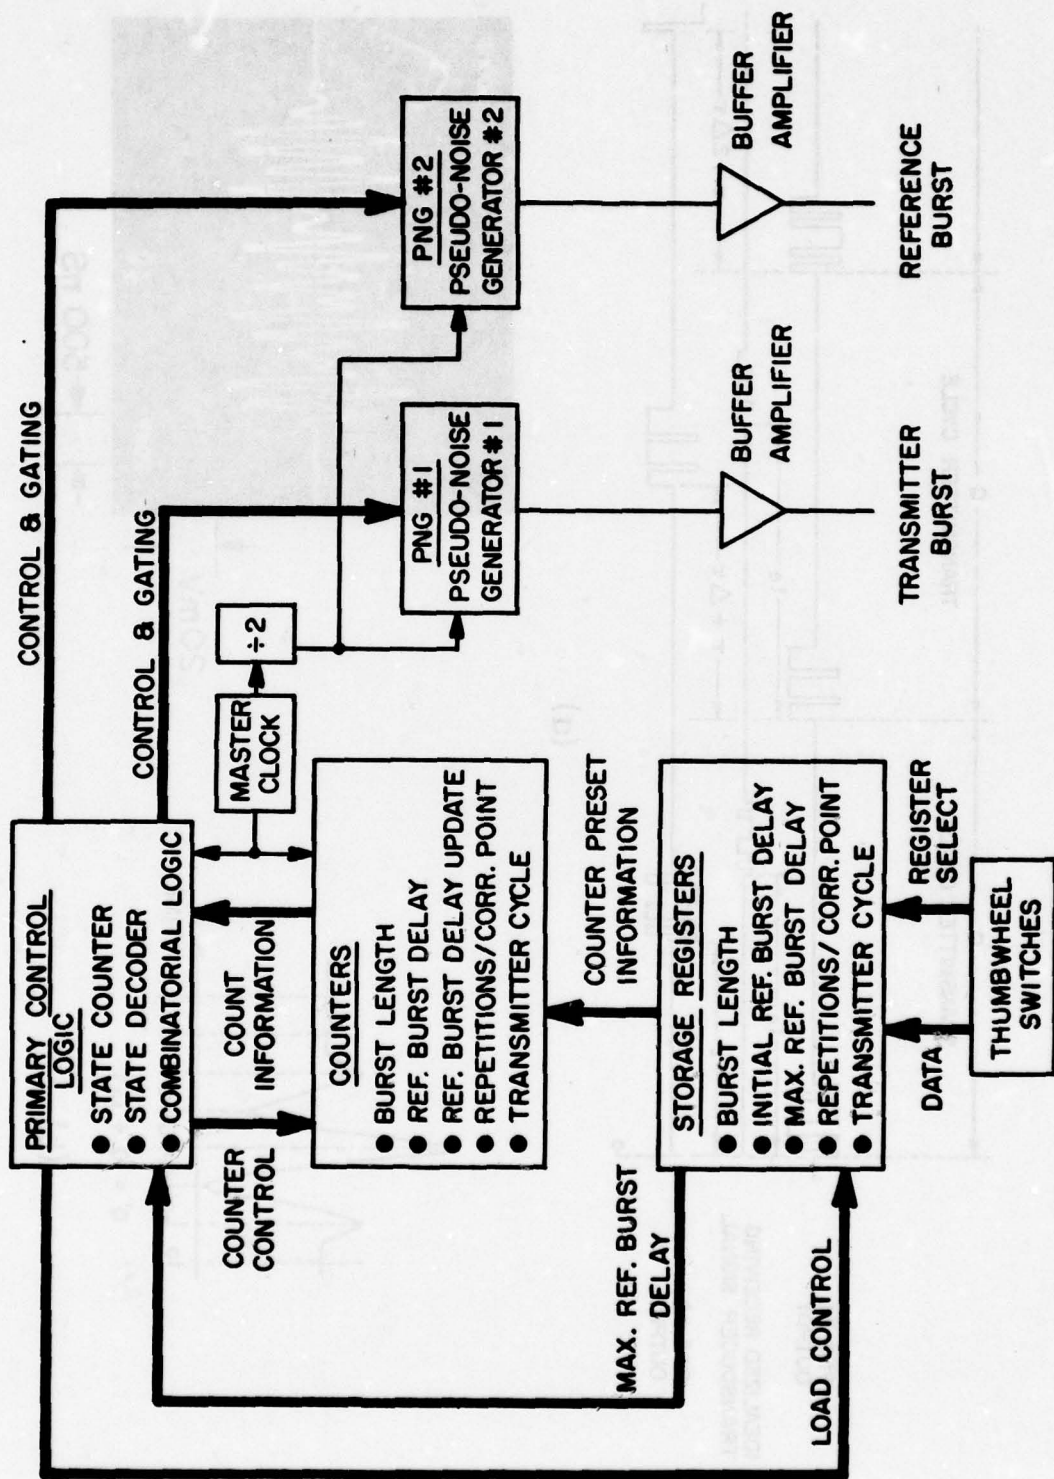 CONTROL & GATING
CONTROL & GATING
PRIMARY CONTROL
LOGIC
● STATE COUNTER
● STATE DECODER
● COMBINATORIAL LOGIC
MASTER
CLOCK
÷2
PNG #1
PSEUDO-NOISE
GENERATOR #1
PNG #2
PSEUDO-NOISE
GENERATOR #2
COUNTER
CONTROL
COUNT
INFORMATION
COUNTERS
● BURST LENGTH
● REF. BURST DELAY
● REF. BURST DELAY UPDATE
● REPETITIONS/CORR. POINT
● TRANSMITTER CYCLE
MAX. REF. BURST
DELAY
COUNTER PRESET
INFORMATION
BUFFER
AMPLIFIER
BUFFER
AMPLIFIER
STORAGE REGISTERS
● BURST LENGTH
● INITIAL REF. BURST DELAY
● MAX. REF. BURST DELAY
● REPETITIONS/CORR. POINT
● TRANSMITTER CYCLE
LOAD CONTROL
DATA
REGISTER
SELECT
TRANSMITTER
BURST
REFERENCE
BURST
THUMBWHEEL
SWITCHES